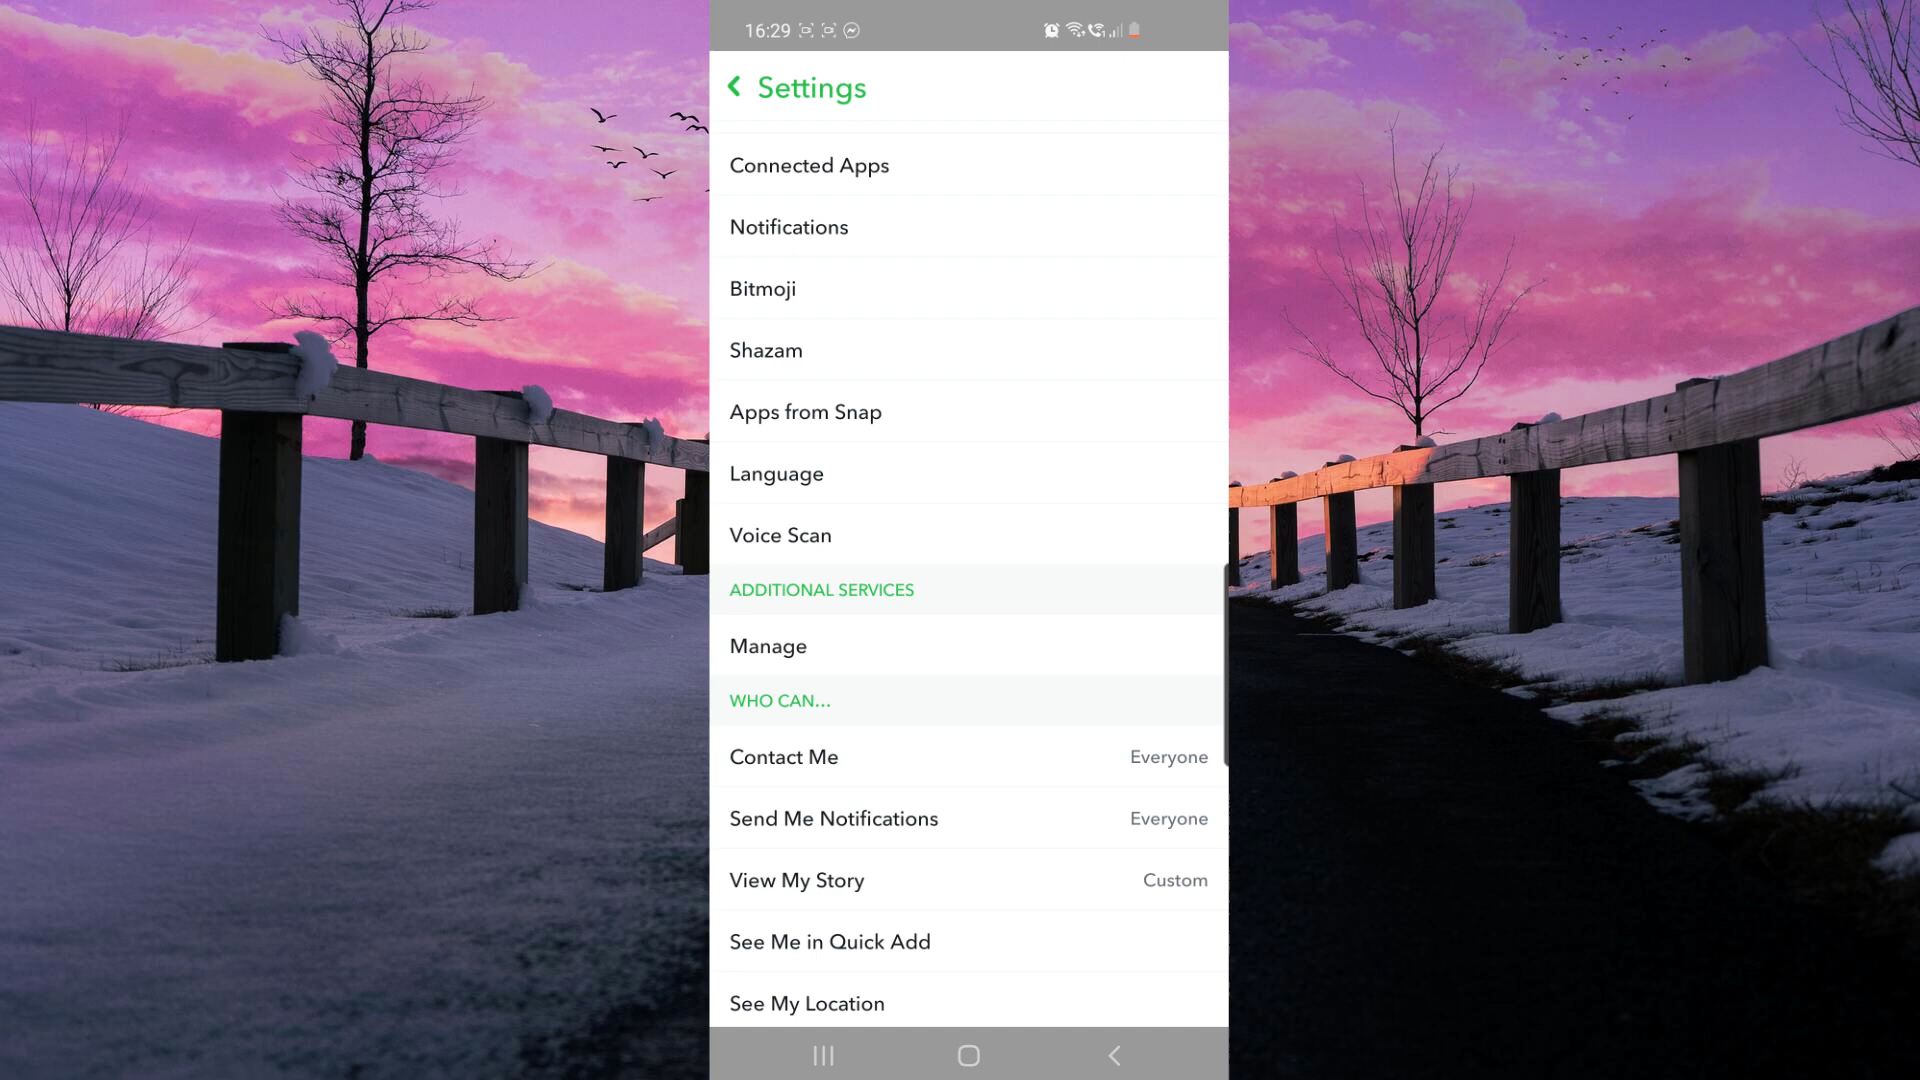 16:29
Settings
Connected Apps
Notifications
Bitmoji
Shazam
Apps from Snap
Language
Voice Scan
ADDITIONAL SERVICES
Manage
WHO CAN...
Contact Me Everyone
Send Me Notifications Everyone
View My Story Custom
See Me in Quick Add
See My Location